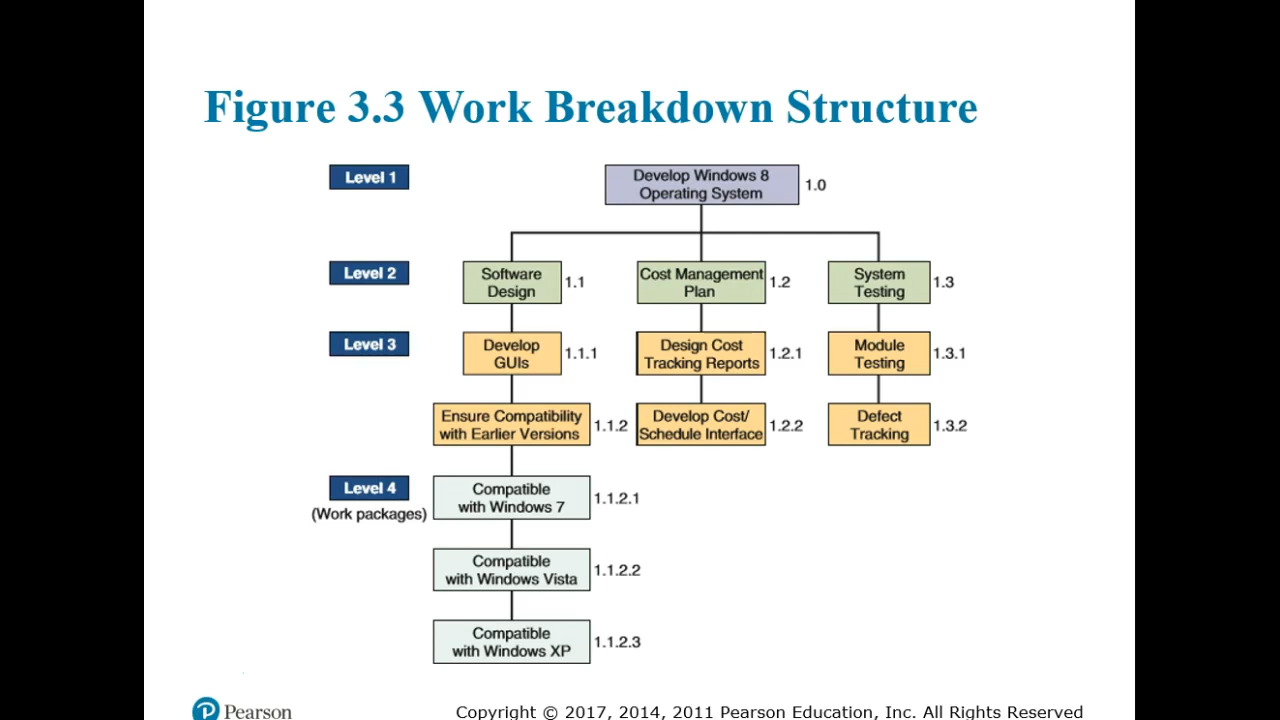 Figure 3.3 Work Breakdown Structure
Level 1
Develop Windows 8
Operating System
1.0
Level 2
Software
Design
1.1
Cost Management
Plan
1.2
System
Testing
1.3
Level 3
Develop
GUIs
1.1.1
Design Cost
Tracking Reports
1.2.1
Module
Testing
1.3.1
Ensure Compatibility
with Earlier Versions
1.1.2
Develop Cost/
Schedule Interface
1.2.2
Defect
Tracking
1.3.2
Level 4
(Work packages)
Compatible
with Windows 7
1.1.2.1
Compatible
with Windows Vista
1.1.2.2
Compatible
with Windows XP
1.1.2.3
P Pearson
Copyright © 2017, 2014, 2011 Pearson Education, Inc. All Rights Reserved